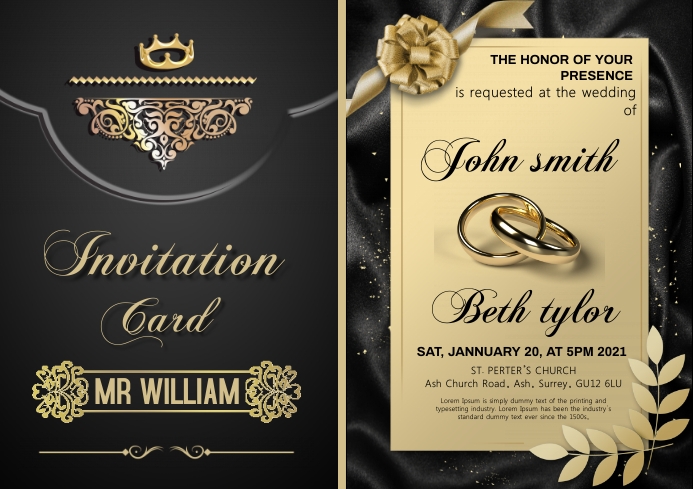 Invitation
Card
MR WILLIAM
THE HONOR OF YOUR
PRESENCE
is requested at the wedding
of
John smith
Beth tylor
SAT, JANNUARY 20, AT 5PM 2021
ST. PERTER'S CHURCH
Ash Church Road, Ash, Surrey, GU12 6LU
Lorem Ipsum is simply dummy text of the printing and
typesetting industry. Lorem Ipsum has been the industry's
standard dummy text ever since the 1500s,